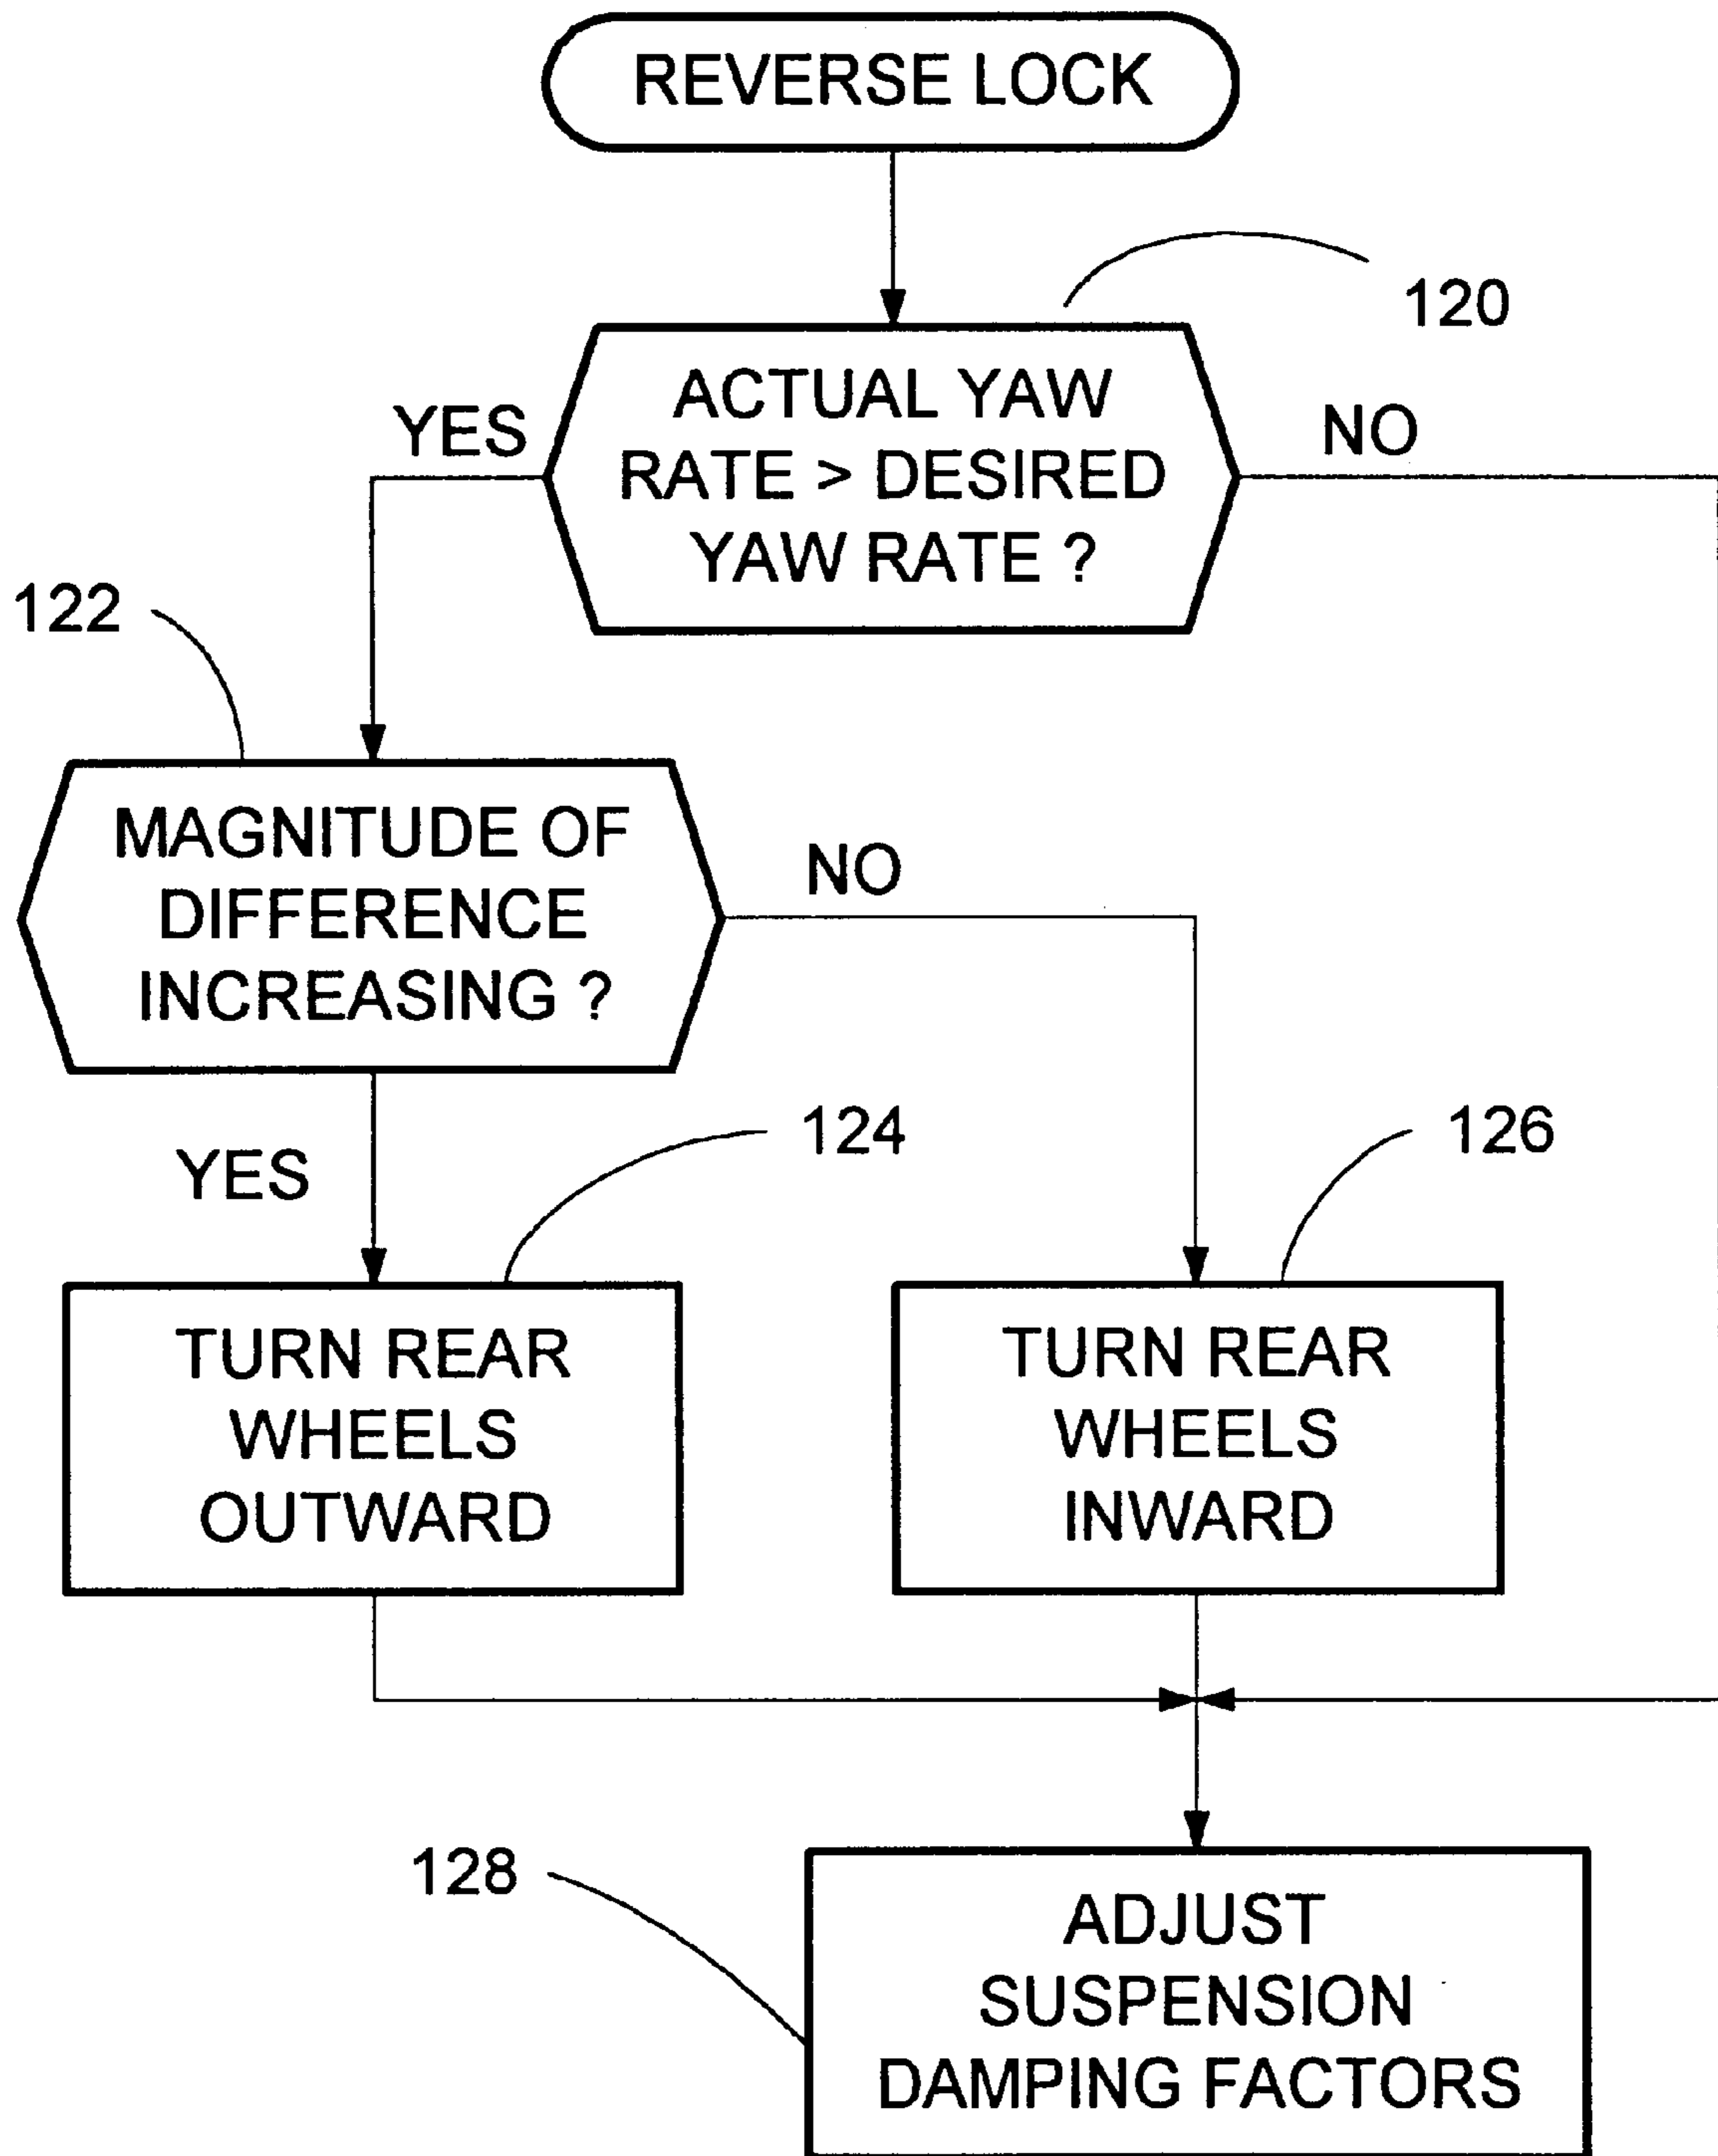 REVERSE LOCK
120
ACTUAL YAW
RATE > DESIRED
YAW RATE ?
YES
NO
122
MAGNITUDE OF
DIFFERENCE
INCREASING ?
NO
YES
124
126
TURN REAR
WHEELS
OUTWARD
TURN REAR
WHEELS
INWARD
128
ADJUST
SUSPENSION
DAMPING FACTORS